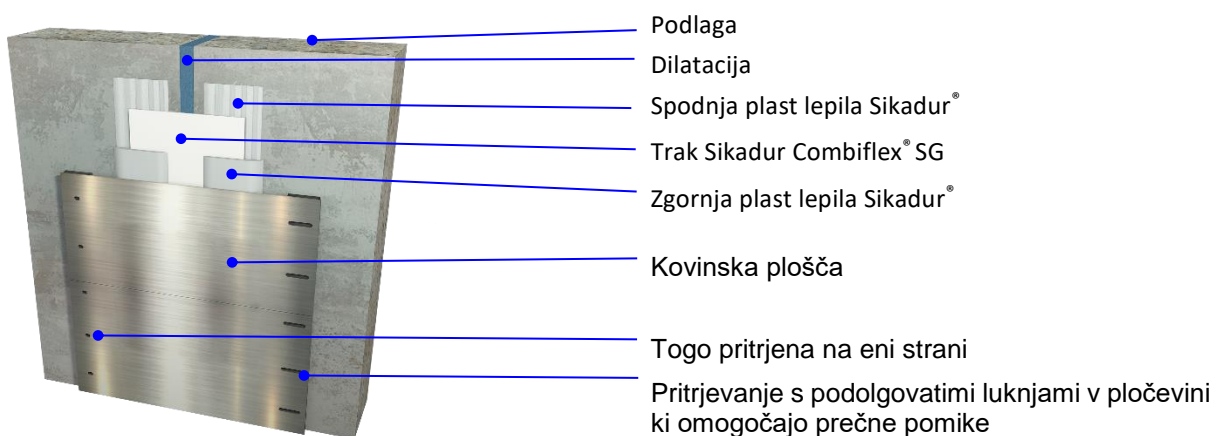 Podlaga
Dilatacija
Spodnja plast lepila Sikadur®
Trak Sikadur Combiflex® SG
Zgornja plast lepila Sikadur®
Kovinska plošča
Togo pritrjena na eni strani
Pritrjevanje s podolgovatimi luknjami v pločevini
ki omogočajo prečne pomike